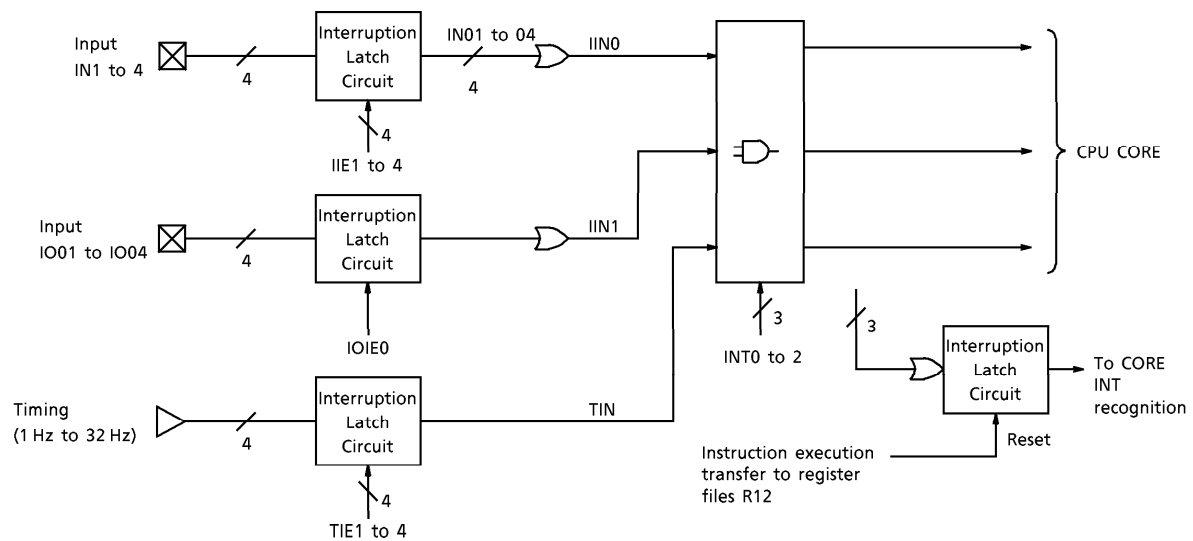 Input
IN1 to 4
4
Interruption
Latch
Circuit
4
IIE1 to 4
IN01 to 04
4
IIN0
CPU CORE
Input
IO01 to IO04
4
Interruption
Latch
Circuit
IOIE0
IIN1
3
INT0 to 2
3
Interruption
Latch
Circuit
To CORE
INT
recognition
Reset
Instruction execution
transfer to register
files R12
Timing
(1 Hz to 32 Hz)
4
Interruption
Latch
Circuit
4
TIE1 to 4
TIN